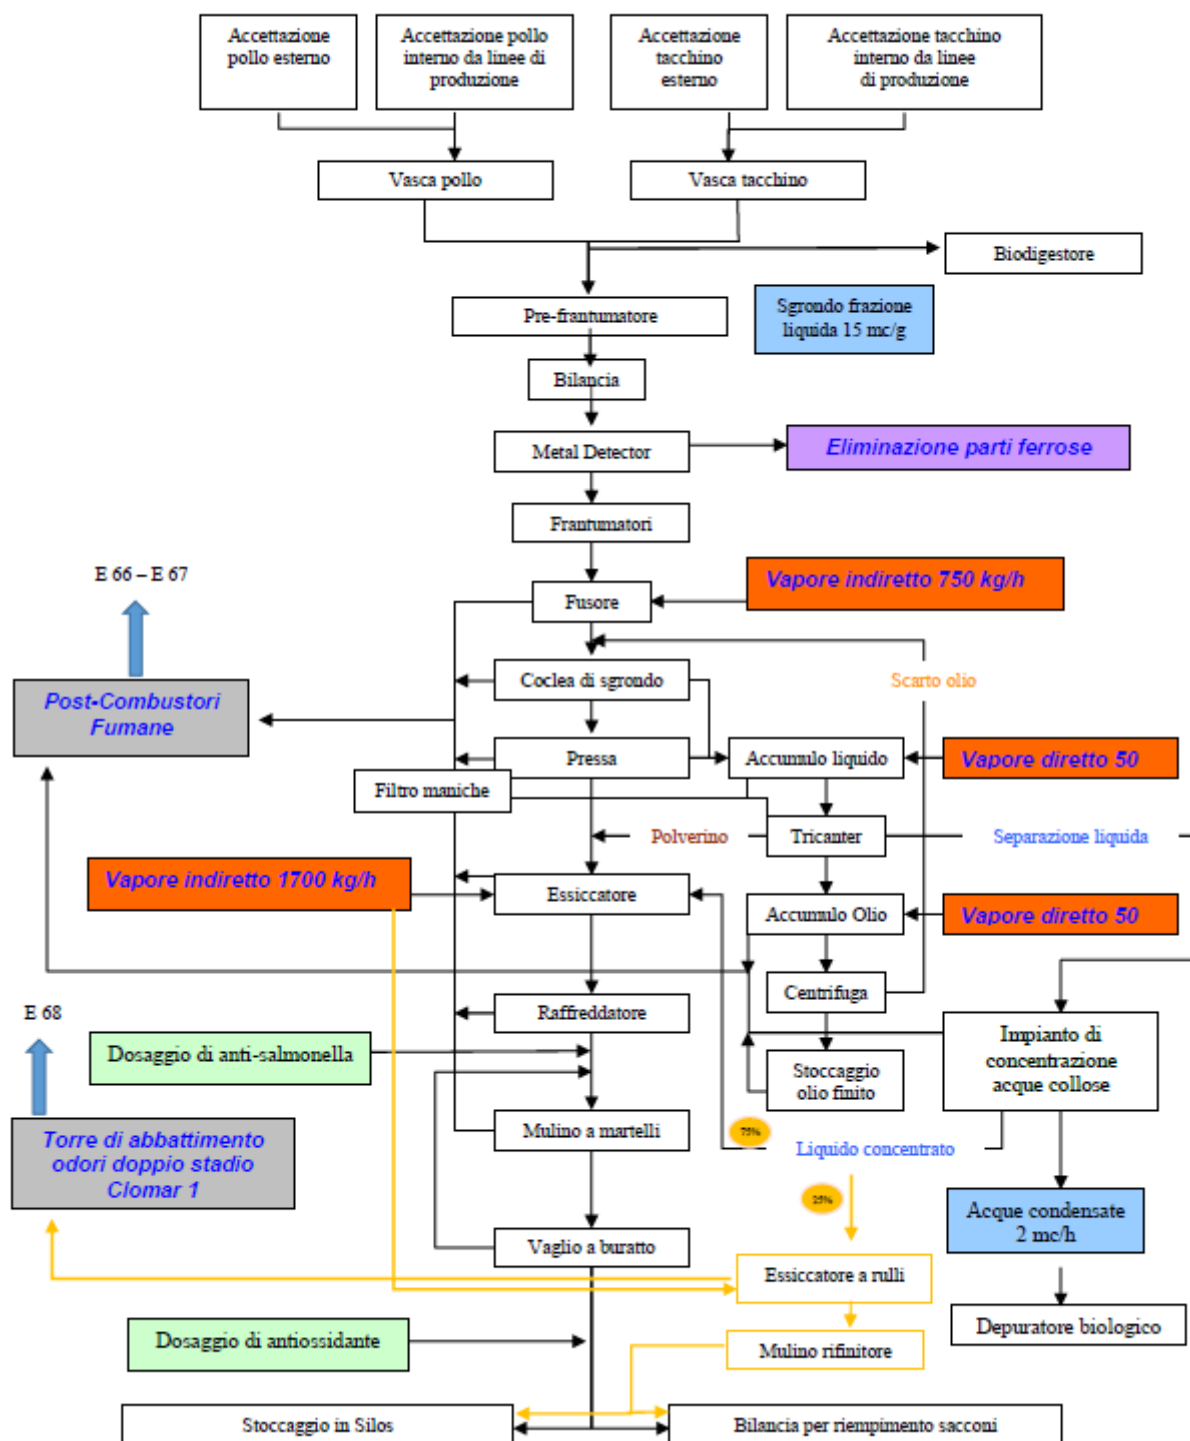 Accettazione
pollo esterno
Accettazione pollo
interno da linee di
produzione
Accettazione
tacchino
esterno
Accettazione tacchino
interno da linee
di produzione
Vasca pollo
Vasca tacchino
Biodigestore
Pre-frantumatore
Sgrondo frazione
liquida 15 mc/g
Bilancia
Metal Detector
Eliminazione parti ferrose
Frantumatori
E 66 – E 67
Vapore indiretto 750 kg/h
Fusore
Coclea di sgrondo
Scarto olio
Post-Combustori
Fumane
Pressa
Accumulo liquido
Vapore diretto 50
Filtro maniche
Polverino
Tricanter
Separazione liquida
Vapore indiretto 1700 kg/h
Essiccatore
Accumulo Olio
Vapore diretto 50
Centrifuga
E 68
Raffreddatore
Impianto di
concentrazione
acque collose
Dosaggio di anti-salmonella
Stoccaggio
olio finito
Torre di abbattimento
odori doppio stadio
Clomar 1
Mulino a martelli
75%
Liquido concentrato
25%
Acque condensate
2 mc/h
Vaglio a buratto
Essiccatore a rulli
Dosaggio di antiossidante
Mulino rifinitore
Depuratore biologico
Stoccaggio in Silos
Bilancia per riempimento sacconi